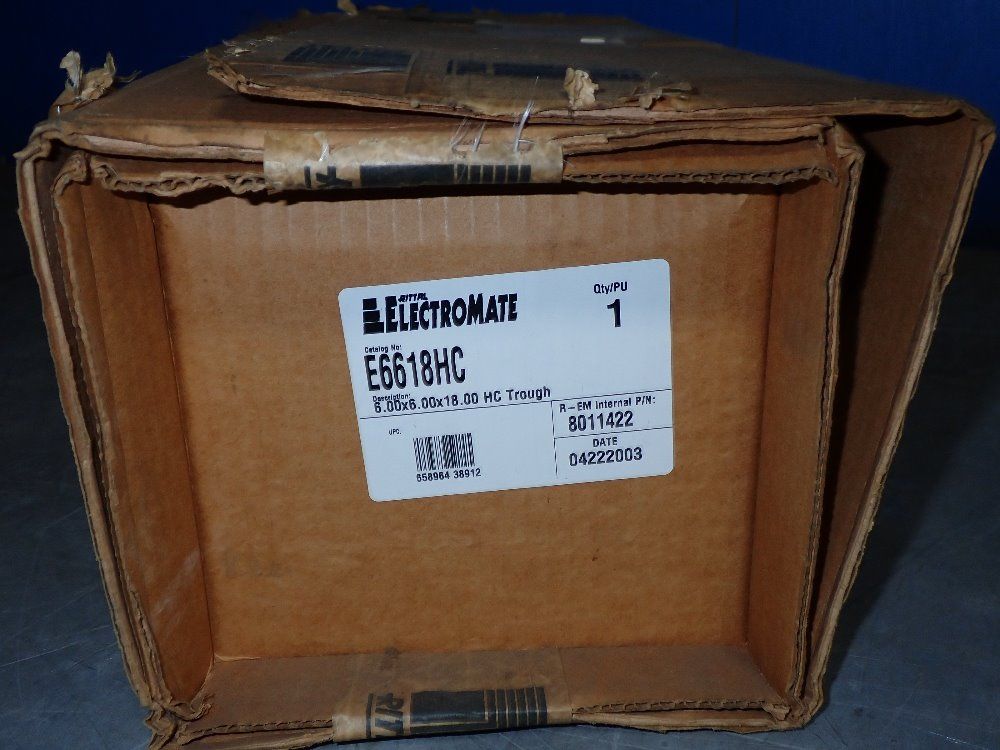 RITTAL
ELECTROMATE
Qty/PU
1
Catalog No:
E6618HC
Description:
6.00x6.00x18.00 HC Trough
R-EM Internal P/N:
8011422
UPC:
DATE
04222003
658964 38912